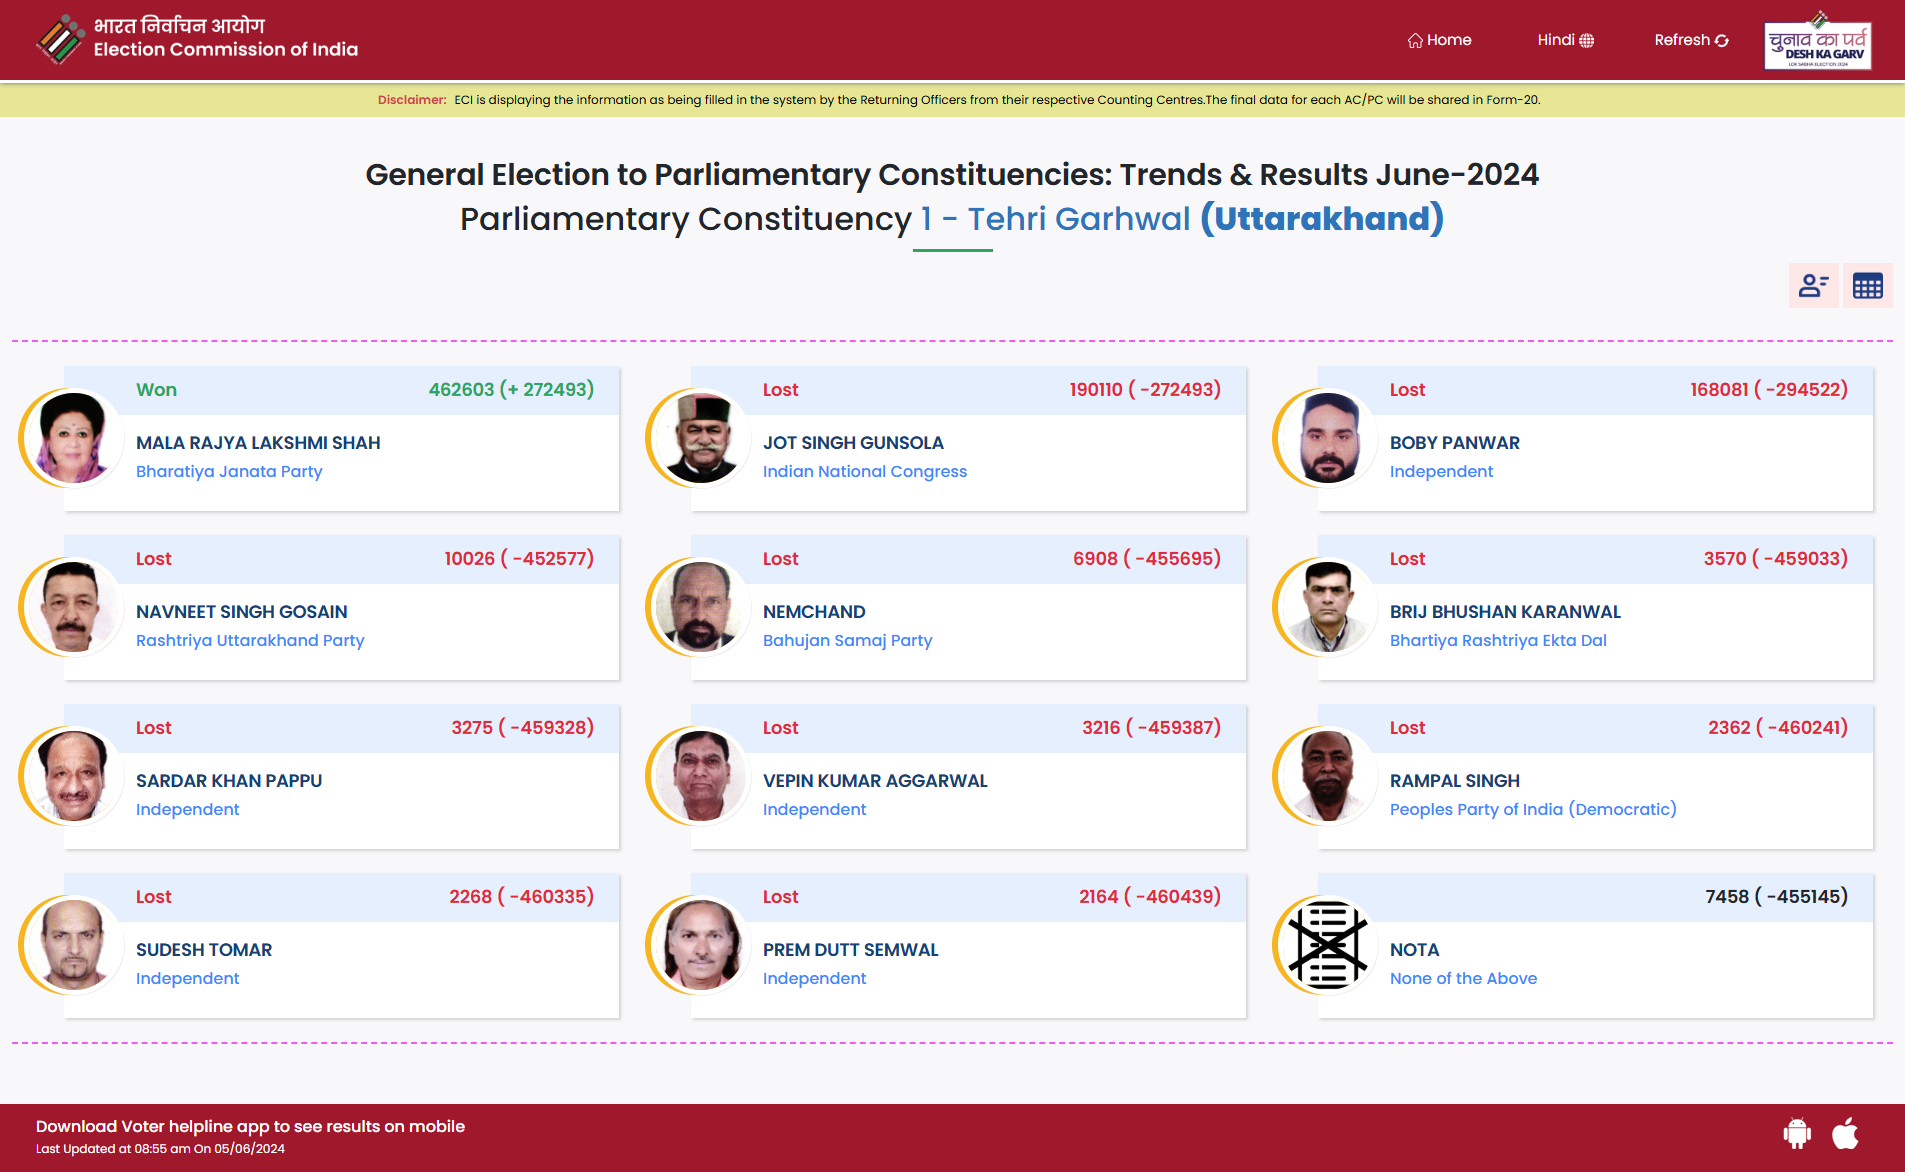 भारत निर्वाचन आयोग
Election Commission of India
Home
Hindi
Refresh
चुनाव का पर्व
DESH KA GARV
LOK SABHA ELECTION 2024
Disclaimer: ECI is displaying the information as being filled in the system by the Returning Officers from their respective Counting Centres.The final data for each AC/PC will be shared in Form-20.
General Election to Parliamentary Constituencies: Trends & Results June-2024
Parliamentary Constituency 1 - Tehri Garhwal (Uttarakhand)
Won 462603 (+ 272493)
MALA RAJYA LAKSHMI SHAH
Bharatiya Janata Party
Lost 190110 ( -272493)
JOT SINGH GUNSOLA
Indian National Congress
Lost 168081 ( -294522)
BOBY PANWAR
Independent
Lost 10026 ( -452577)
NAVNEET SINGH GOSAIN
Rashtriya Uttarakhand Party
Lost 6908 ( -455695)
NEMCHAND
Bahujan Samaj Party
Lost 3570 ( -459033)
BRIJ BHUSHAN KARANWAL
Bhartiya Rashtriya Ekta Dal
Lost 3275 ( -459328)
SARDAR KHAN PAPPU
Independent
Lost 3216 ( -459387)
VEPIN KUMAR AGGARWAL
Independent
Lost 2362 ( -460241)
RAMPAL SINGH
Peoples Party of India (Democratic)
Lost 2268 ( -460335)
SUDESH TOMAR
Independent
Lost 2164 ( -460439)
PREM DUTT SEMWAL
Independent
7458 ( -455145)
NOTA
None of the Above
Download Voter helpline app to see results on mobile
Last Updated at 08:55 am On 05/06/2024